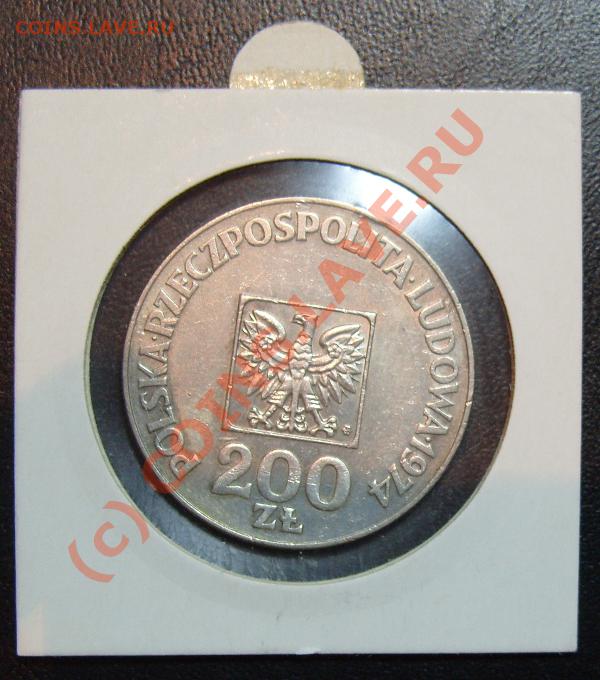 COINS.LAVE.RU
POLSKA·RZECZPOSPOLITA·LUDOWA·1974
200
ZŁ
(c) COINS.LAVE.RU